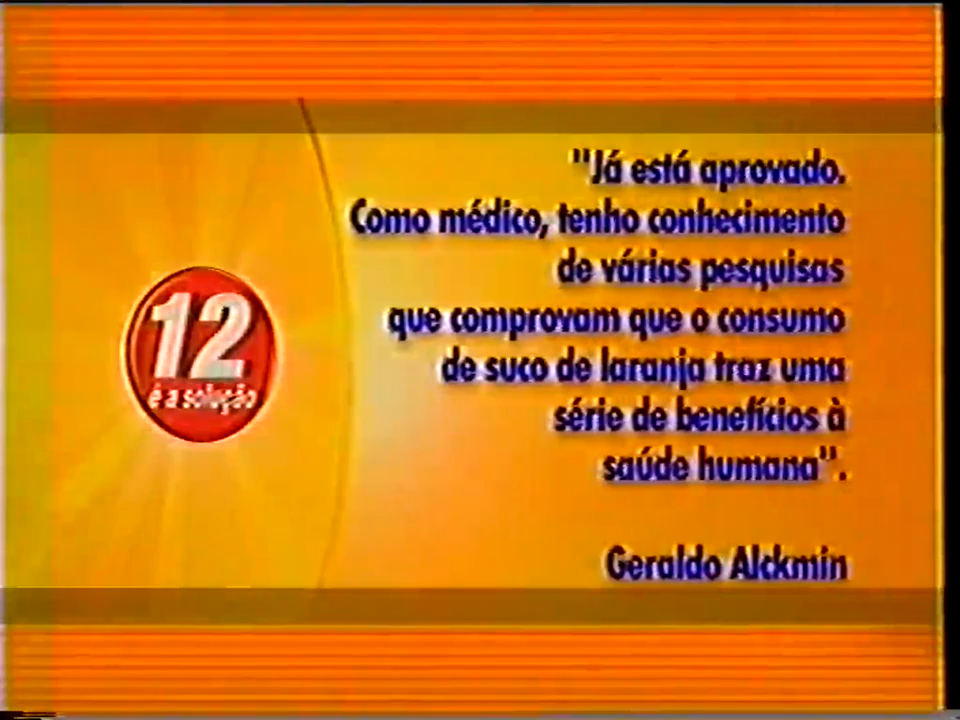 12
é a solução
"Já está aprovado.
Como médico, tenho conhecimento
de várias pesquisas
que comprovam que o consumo
de suco de laranja traz uma
série de benefícios à
saúde humana".
Geraldo Alckmin